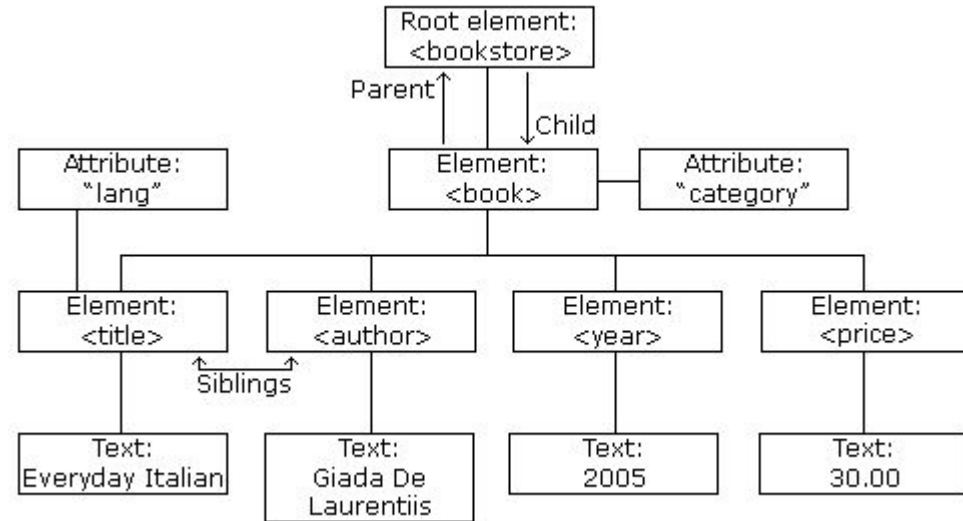 Root element:
<bookstore>
Parent
Child
Attribute:
“lang”
Element:
<book>
Attribute:
“category”
Element:
<title>
Element:
<author>
Element:
<year>
Element:
<price>
Siblings
Text:
Everyday Italian
Text:
Giada De
Laurentiis
Text:
2005
Text:
30.00